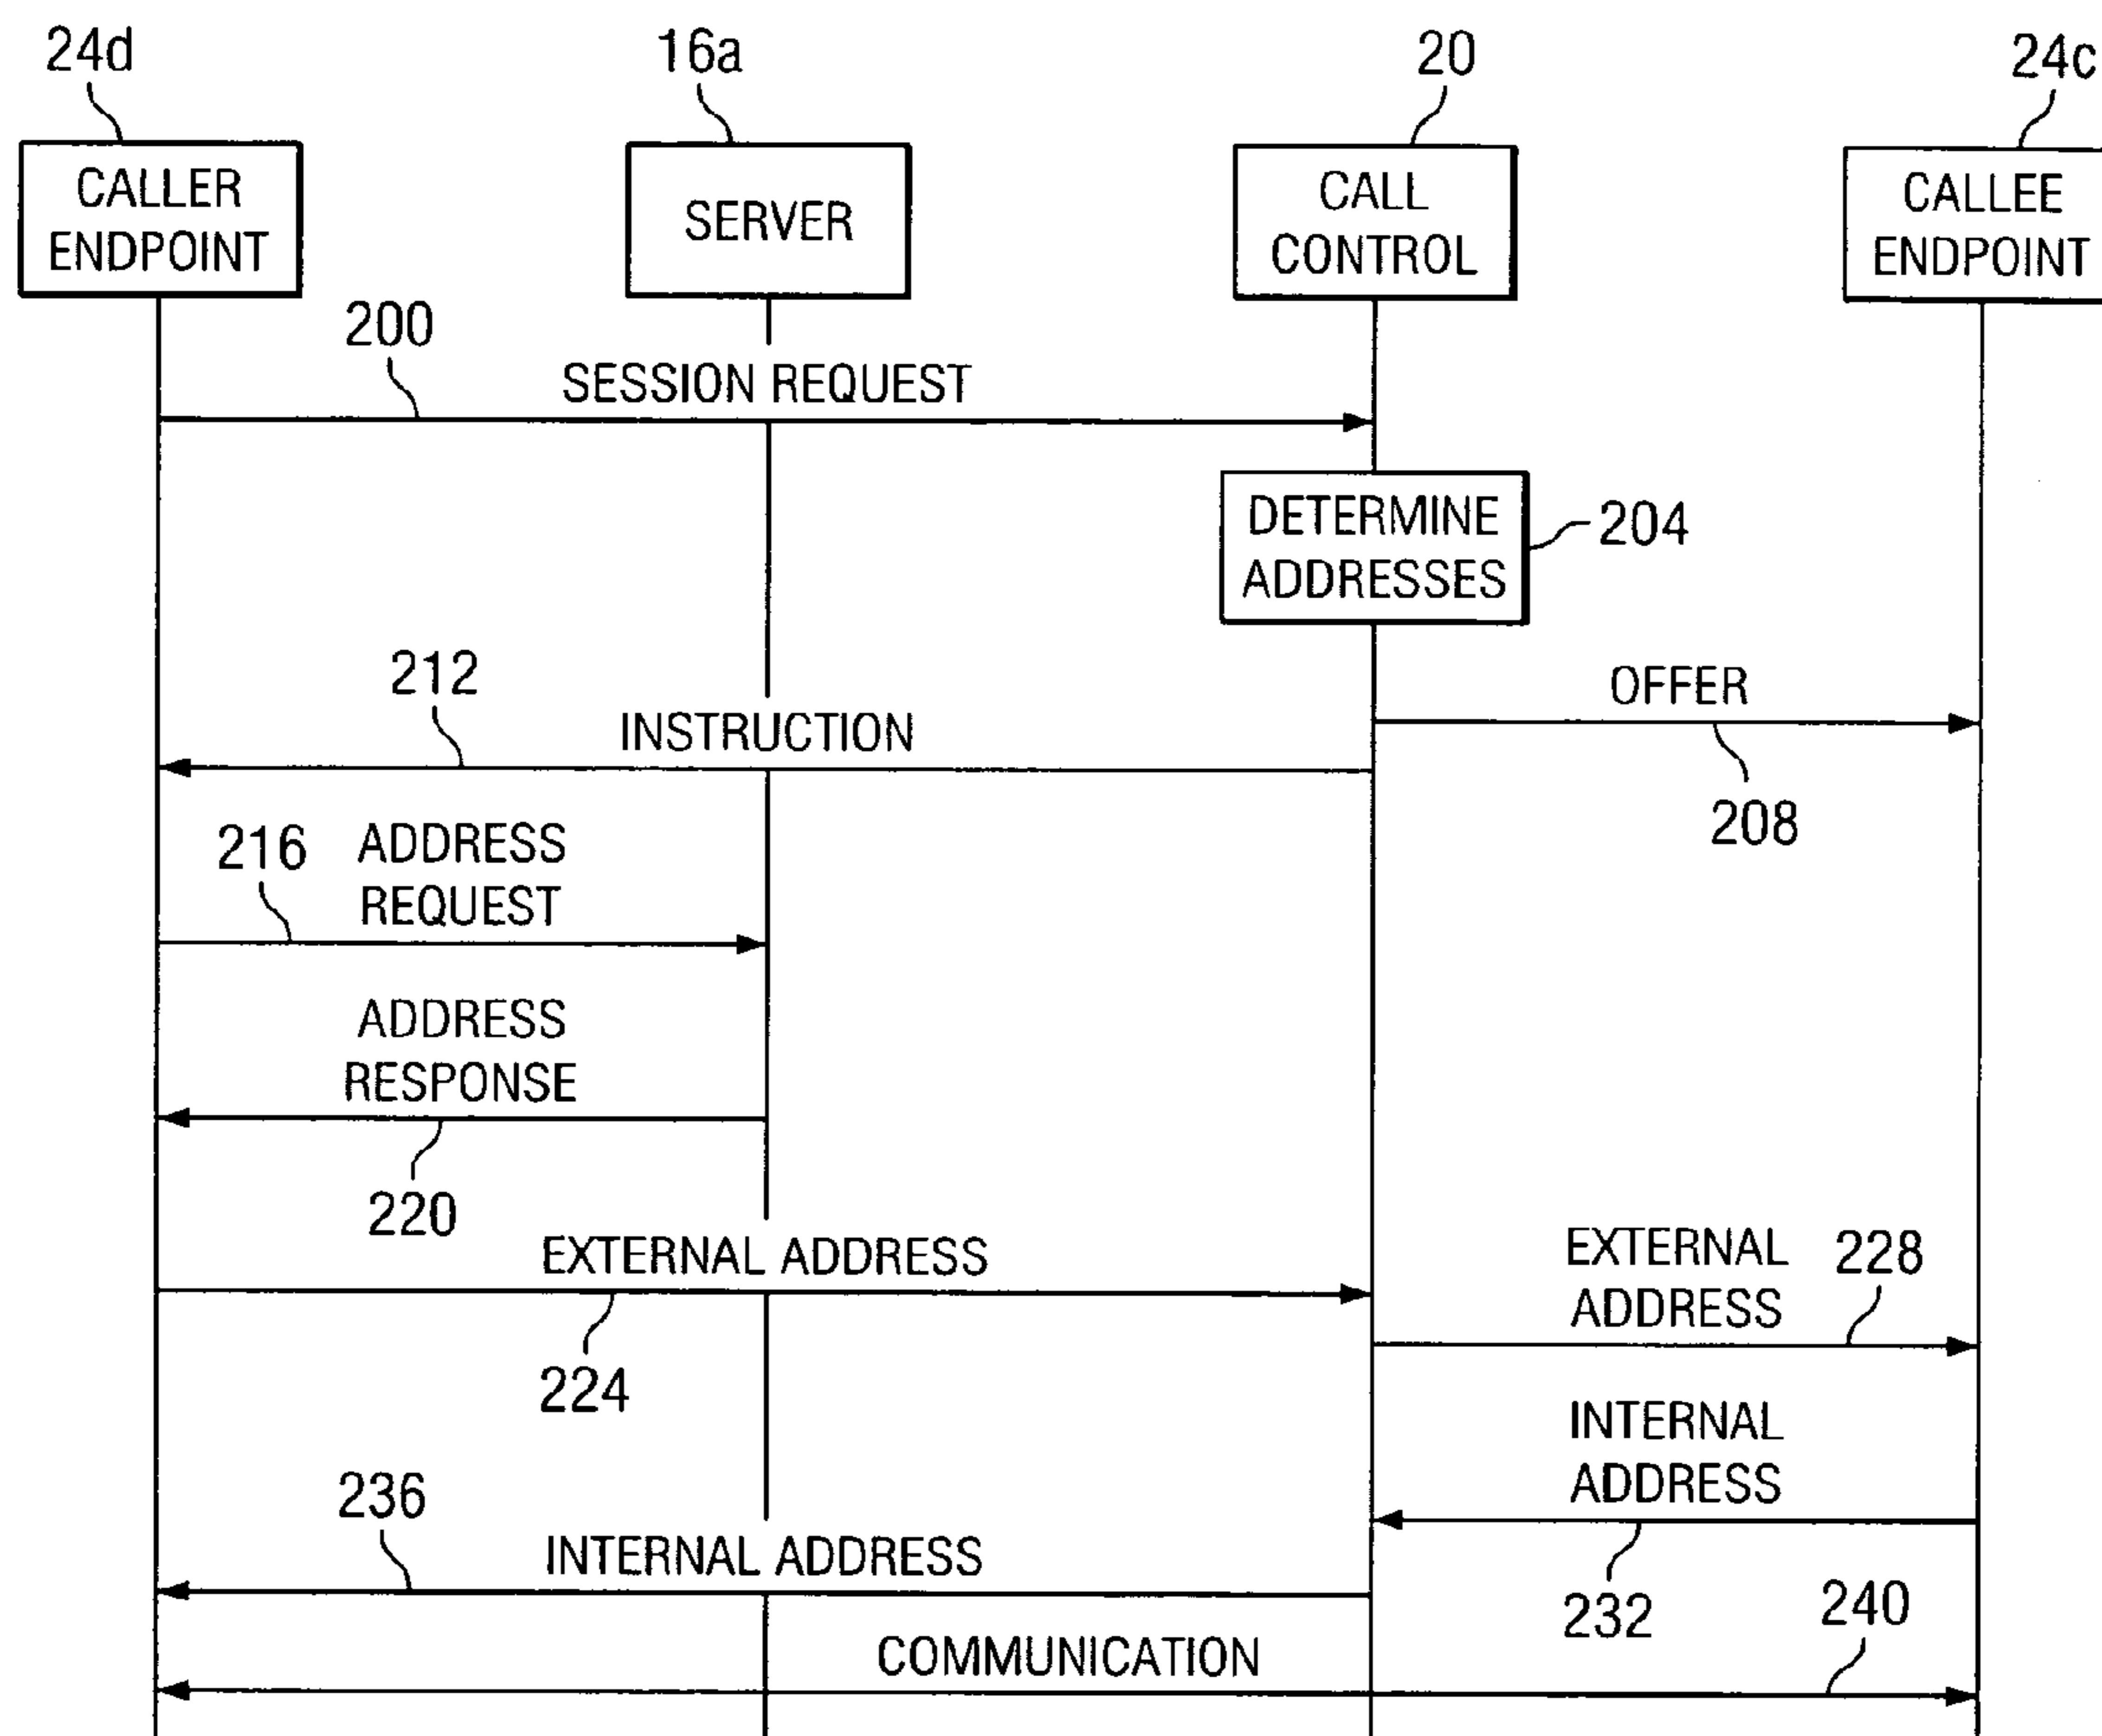 24d
16a
20
24c
CALLER
ENDPOINT
SERVER
CALL
CONTROL
CALLEE
ENDPOINT
200
SESSION REQUEST
DETERMINE
ADDRESSES
204
212
INSTRUCTION
OFFER
208
216
ADDRESS
REQUEST
ADDRESS
RESPONSE
220
EXTERNAL ADDRESS
224
EXTERNAL
ADDRESS
228
INTERNAL
ADDRESS
232
236
INTERNAL ADDRESS
COMMUNICATION
240